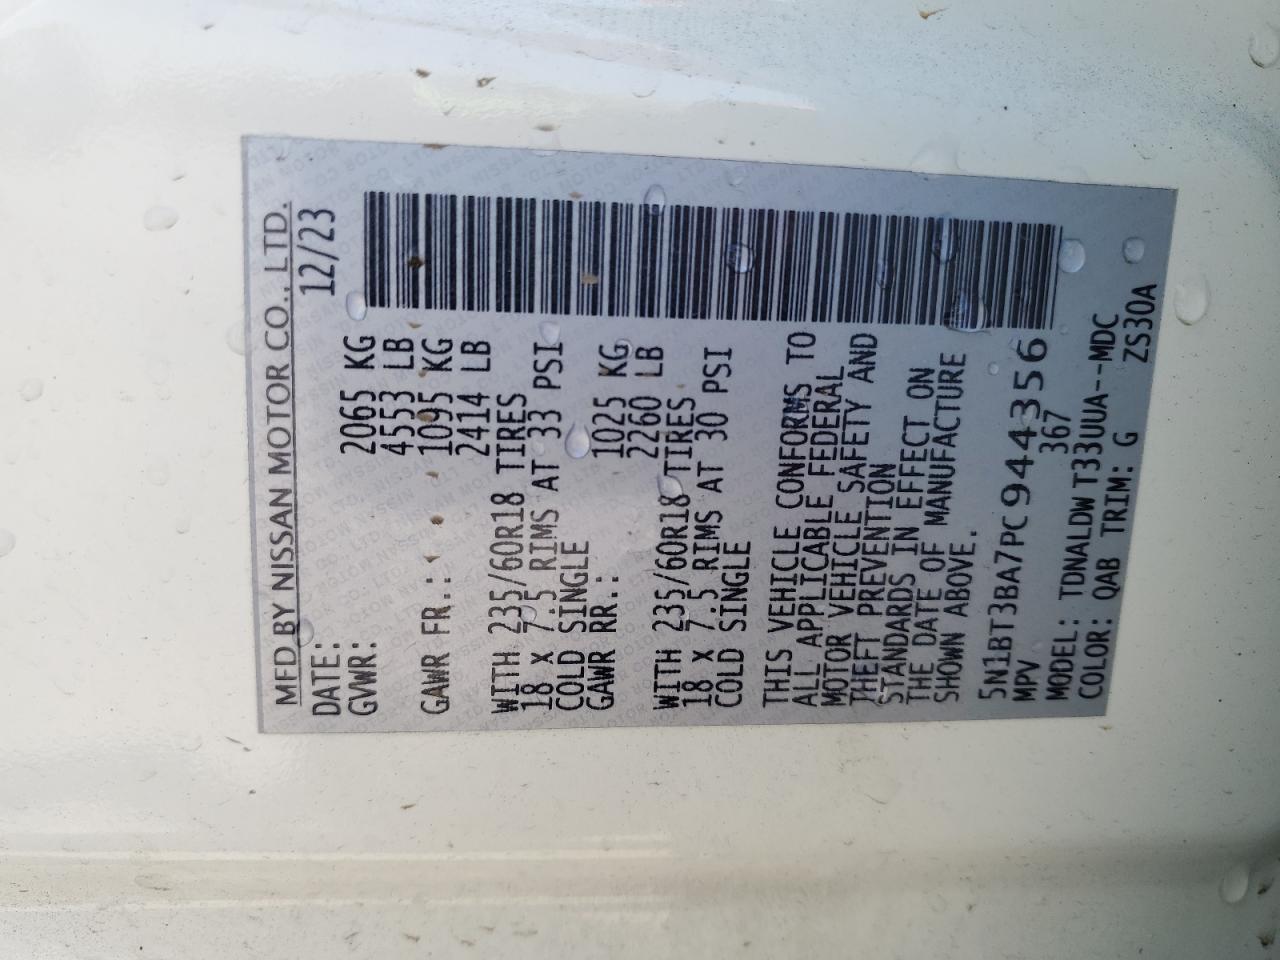 MFD BY NISSAN MOTOR CO., LTD.
DATE: 12/23
GVWR: 2065 KG
4553 LB
GAWR FR.: 1095 KG
2414 LB
WITH 235/60R18 TIRES
18 x 7.5 RIMS AT 33 PSI
COLD SINGLE
GAWR RR.: 1025 KG
2260 LB
WITH 235/60R18 TIRES
18 x 7.5 RIMS AT 30 PSI
COLD SINGLE
THIS VEHICLE CONFORMS TO
ALL APPLICABLE FEDERAL
MOTOR VEHICLE SAFETY AND
THEFT PREVENTION
STANDARDS IN EFFECT ON
THE DATE OF MANUFACTURE
SHOWN ABOVE.
5N1BT3BA7PC944356
MPV 367
MODEL: TDNALDWT33UUA--MDC
COLOR: QAB TRIM: G ZS30A